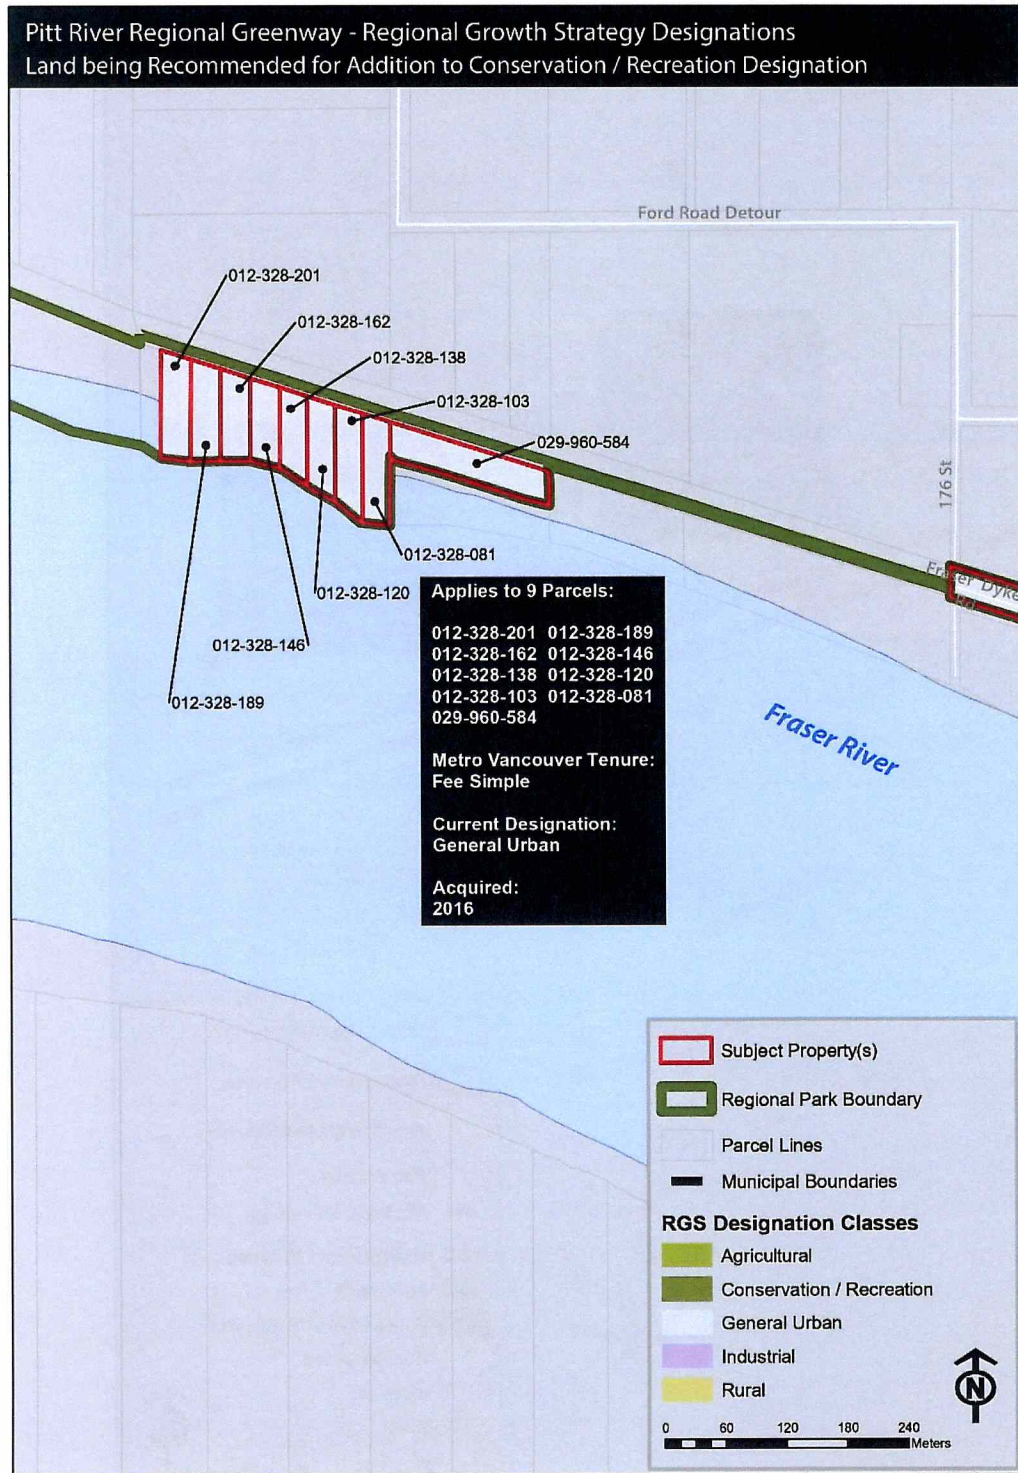 Pitt River Regional Greenway - Regional Growth Strategy Designations
Land being Recommended for Addition to Conservation / Recreation Designation
Ford Road Detour
012-328-201
012-328-162
012-328-138
012-328-103
029-960-584
176 St
012-328-081
Fraser Dyke
Rd
012-328-120
012-328-146
012-328-189
Applies to 9 Parcels:
012-328-201 012-328-189
012-328-162 012-328-146
012-328-138 012-328-120
012-328-103 012-328-081
029-960-584
Metro Vancouver Tenure:
Fee Simple
Current Designation:
General Urban
Acquired:
2016
Fraser River
Subject Property(s)
Regional Park Boundary
Parcel Lines
Municipal Boundaries
RGS Designation Classes
Agricultural
Conservation / Recreation
General Urban
Industrial
Rural
N
0 60 120 180 240
Meters